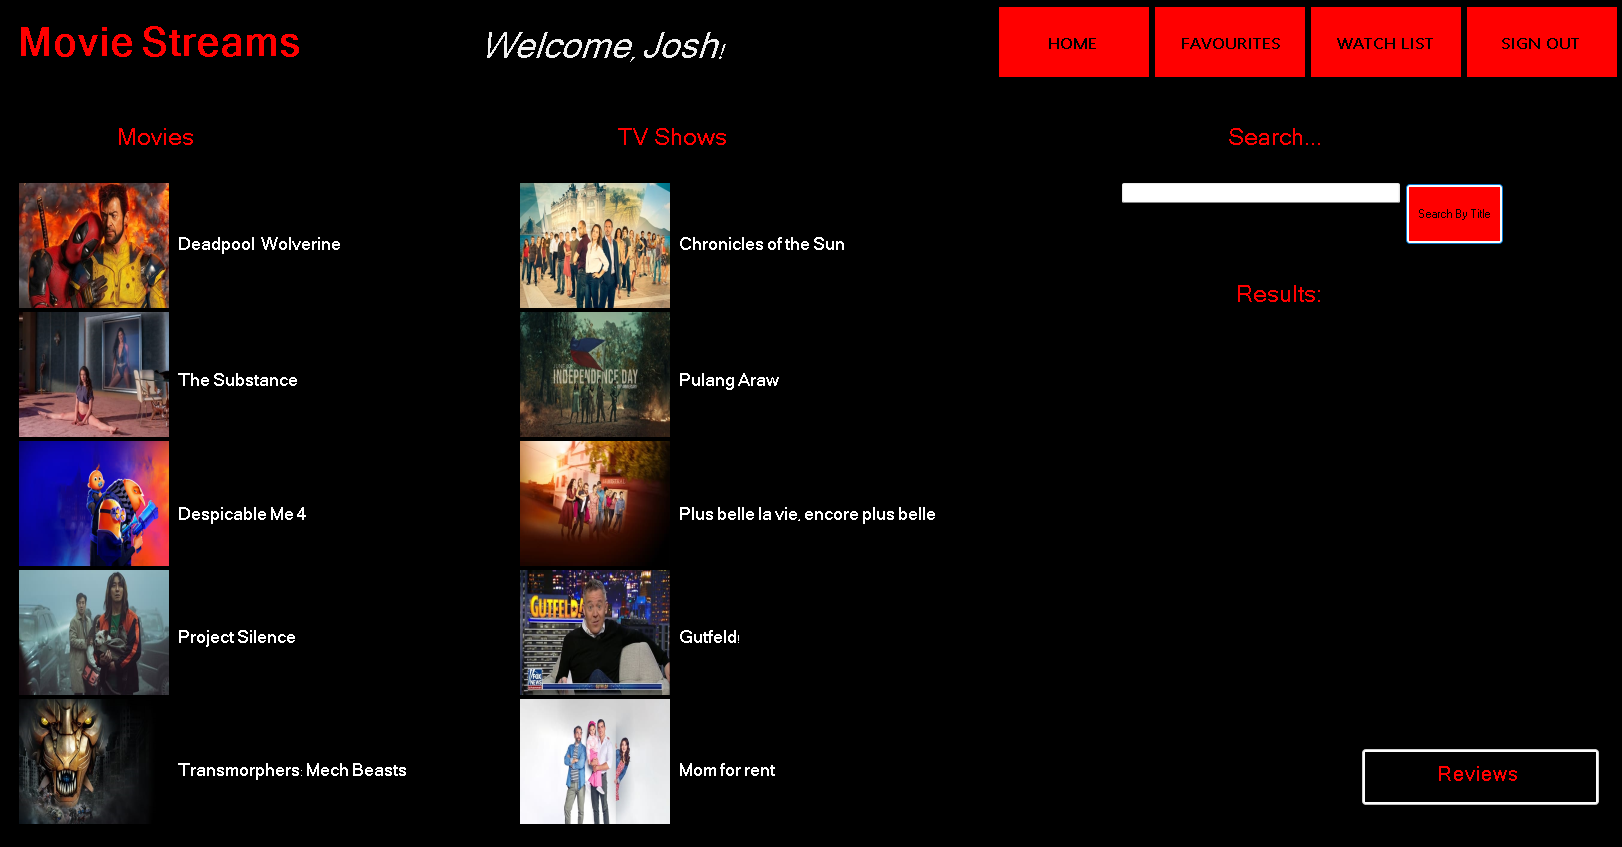 Movie Streams
Welcome, Josh!
HOME
FAVOURITES
WATCH LIST
SIGN OUT
Movies
TV Shows
Search...
Search By Title
Deadpool Wolverine
Chronicles of the Sun
Results:
The Substance
INDEPENDENCE DAY
Pulang Araw
Despicable Me 4
Plus belle la vie, encore plus belle
Project Silence
GUTFELD
FOX
NEWS
Gutfeld!
Transmorphers: Mech Beasts
Mom for rent
Reviews